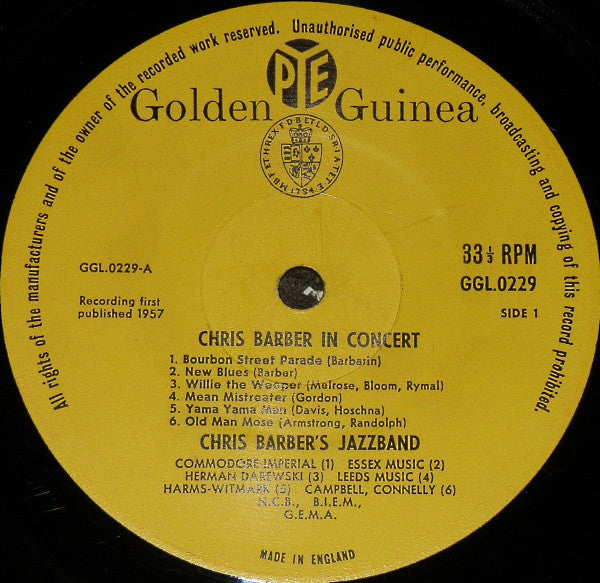 All rights of the manufacturers and of the owner of the recorded work reserved. Unauthorised public performance, broadcasting and copying of this record prohibited.
PYE
Golden Guinea
GGL.0229-A
Recording first
published 1957
33⅓ RPM
GGL.0229
SIDE 1
CHRIS BARBER IN CONCERT
1. Bourbon Street Parade (Barbarin)
2. New Blues (Barber)
3. Willie the Weeper (Melrose, Bloom, Rymal)
4. Mean Mistreater (Gordon)
5. Yama Yama Man (Davis, Hoschna)
6. Old Man Mose (Armstrong, Randolph)
CHRIS BARBER'S JAZZBAND
COMMODORE-IMPERIAL (1) ESSEX MUSIC (2)
HERMAN DAREWSKI (3) LEEDS MUSIC (4)
HARMS-WITMARK (5) CAMPBELL, CONNELLY (6)
N.C.B., B.I.E.M.,
G.E.M.A.
MADE IN ENGLAND